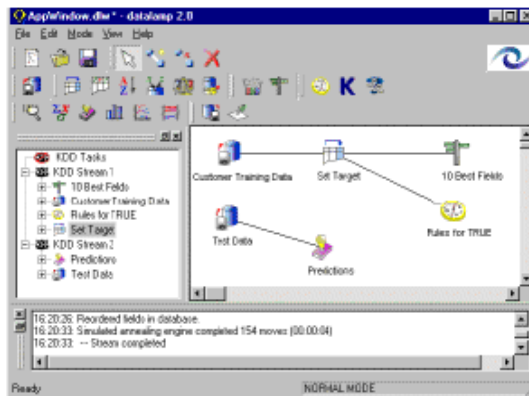 AppWindow.dlw * - datalamp 2.0
File Edit Mode View Help
K
KDD Tasks
KDD Stream 1
10 Best Fields
Customer Training Data
Rules for TRUE
Set Target
KDD Stream 2
Predictions
Test Data
Customer Training Data
Set Target
10 Best Fields
Rules for TRUE
Test Data
Predictions
16:20:26: Reordered fields in database.
16:20:33: Simulated annealing engine completed 154 moves (00:00:04)
16:20:33: -- Stream completed
Ready
NORMAL MODE